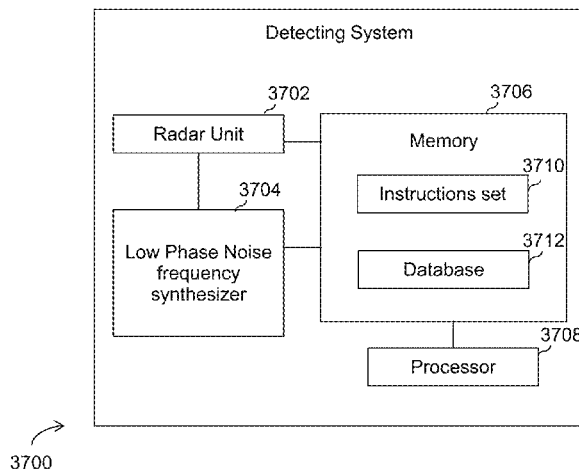 Detecting System
3702
Radar Unit
3706
Memory
3710
Instructions set
3704
Low Phase Noise
frequency
synthesizer
3712
Database
3708
Processor
3700